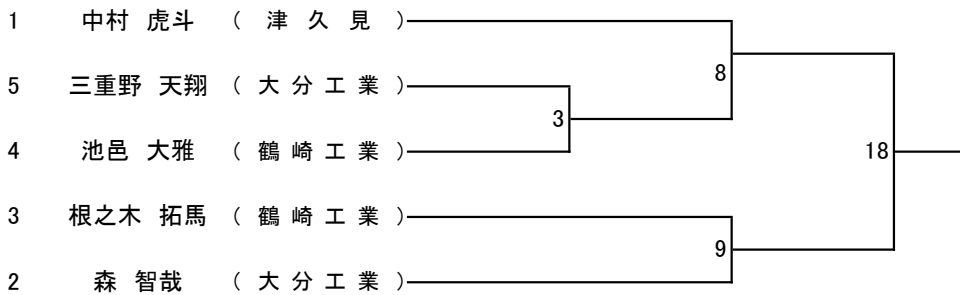 1 中村 虎斗 ( 津 久 見 )
8
5 三重野 天翔 ( 大 分 工 業 )
3
4 池邑 大雅 ( 鶴 崎 工 業 )
18
3 根之木 拓馬 ( 鶴 崎 工 業 )
9
2 森 智哉 ( 大 分 工 業 )